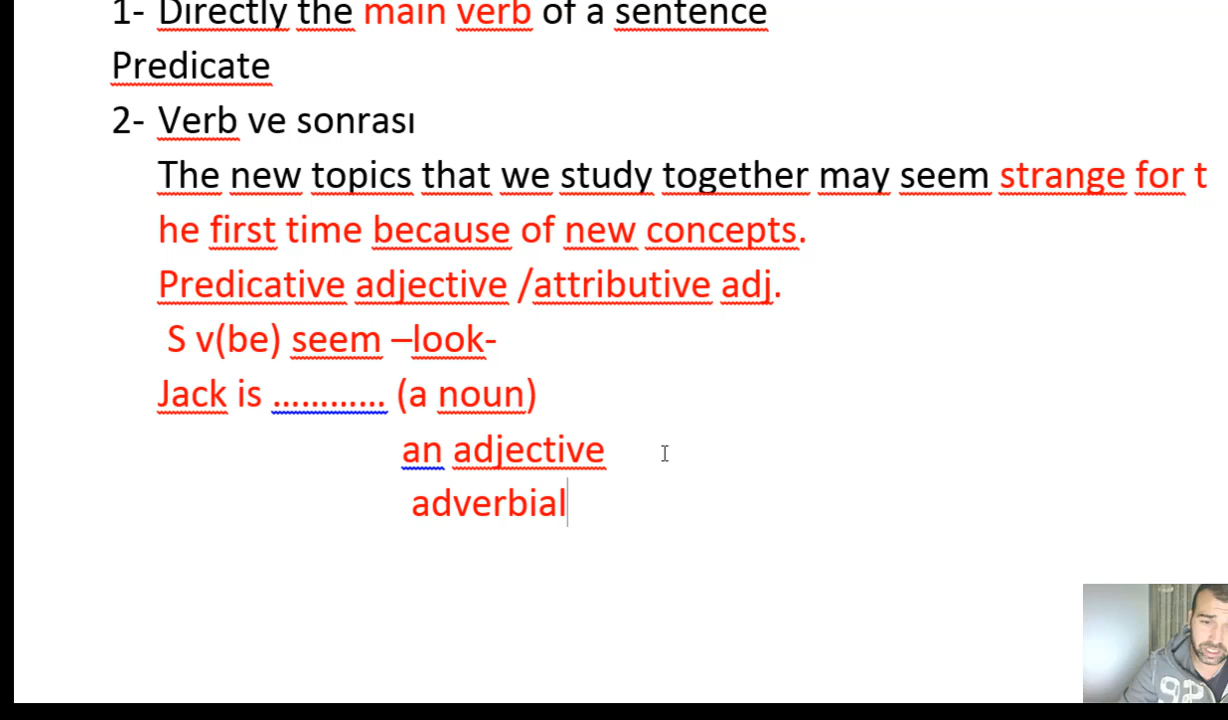 1- Directly the main verb of a sentence
Predicate
2- Verb ve sonrası
The new topics that we study together may seem strange for t
he first time because of new concepts.
Predicative adjective /attributive adj.
S v(be) seem –look-
Jack is ………… (a noun)
an adjective
adverbial
92